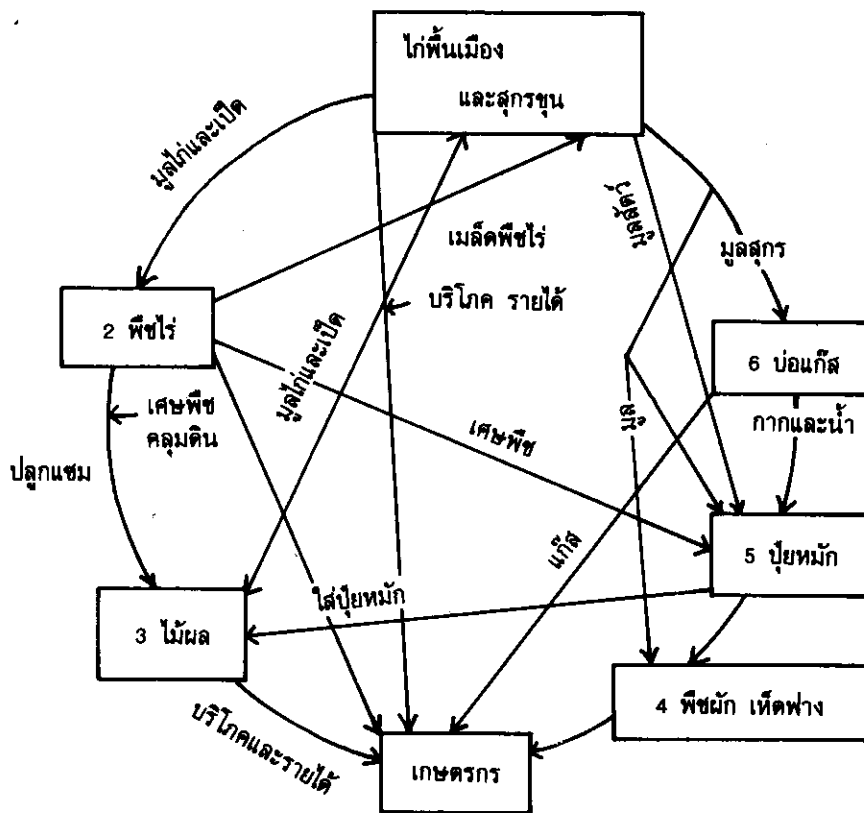 ไก่พื้นเมือง
และสุกรขุน
มูลไก่และเป็ด
เมล็ดพืชไร่
มูลสัตว์
มูลสุกร
บริโภค รายได้
2 พืชไร่
มูลไก่และเป็ด
6 บ่อแก๊ส
เศษพืช
คลุมดิน
เศษพืช
กากและน้ำ
ปลูกแซม
แก๊ส
5 ปุ๋ยหมัก
ใส่ปุ๋ยหมัก
3 ไม้ผล
4 พืชผัก เห็ดฟาง
บริโภคและรายได้
เกษตรกร